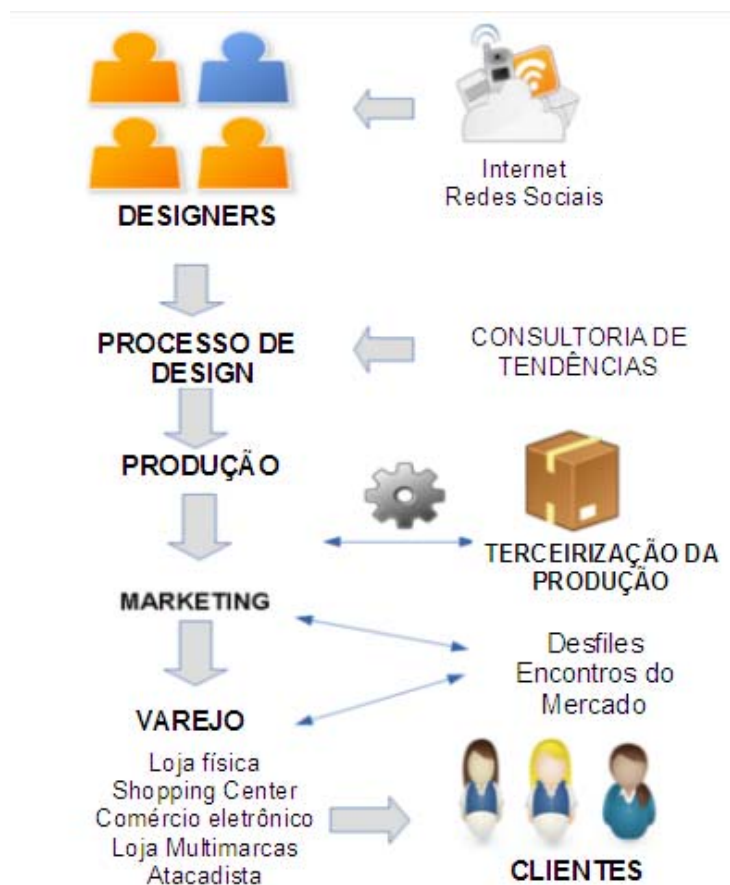 Internet
Redes Sociais
DESIGNERS
PROCESSO DE
DESIGN
CONSULTORIA DE
TENDÊNCIAS
PRODUÇÃO
TERCEIRIZAÇÃO DA
PRODUÇÃO
MARKETING
Desfiles
Encontros do
Mercado
VAREJO
Loja física
Shopping Center
Comércio eletrônico
Loja Multimarcas
Atacadista
CLIENTES